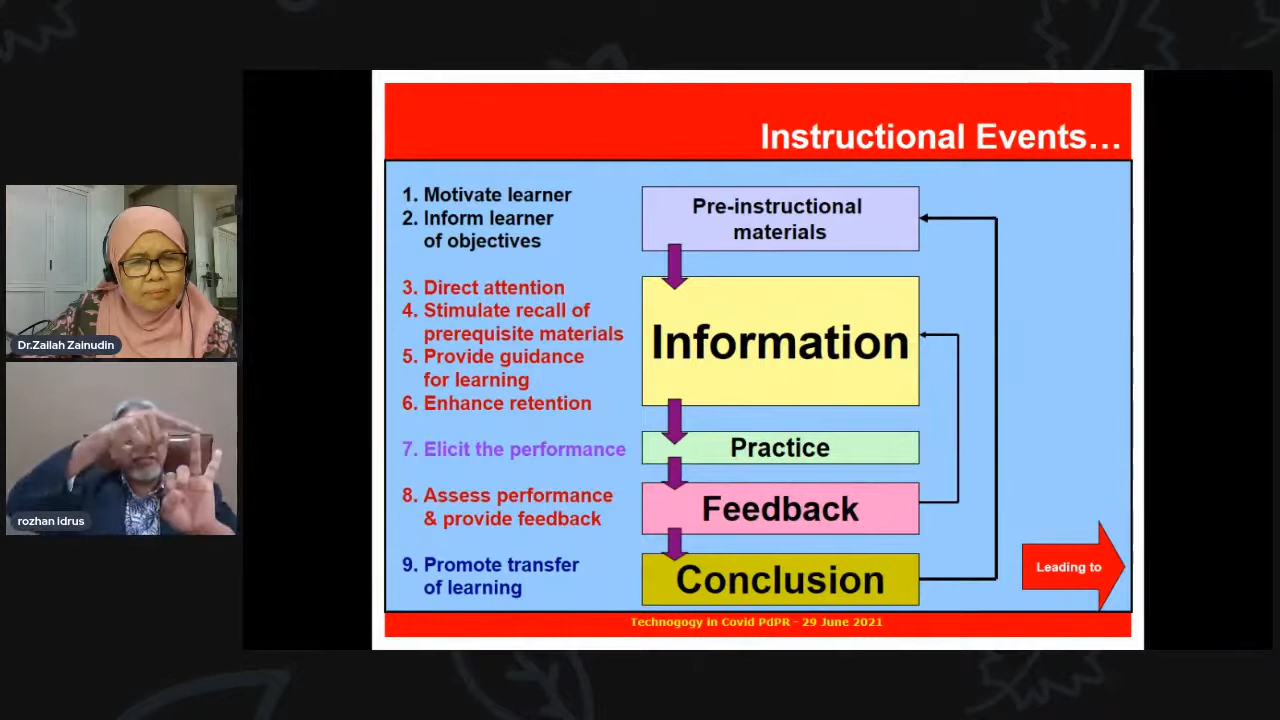 Instructional Events…
1. Motivate learner
2. Inform learner
of objectives
3. Direct attention
4. Stimulate recall of
prerequisite materials
5. Provide guidance
for learning
6. Enhance retention
7. Elicit the performance
8. Assess performance
& provide feedback
9. Promote transfer
of learning
Pre-instructional
materials
Information
Practice
Feedback
Conclusion
Leading to
Technogogy in Covid PdPR - 29 June 2021
Dr.Zailah Zainudin
rozhan idrus